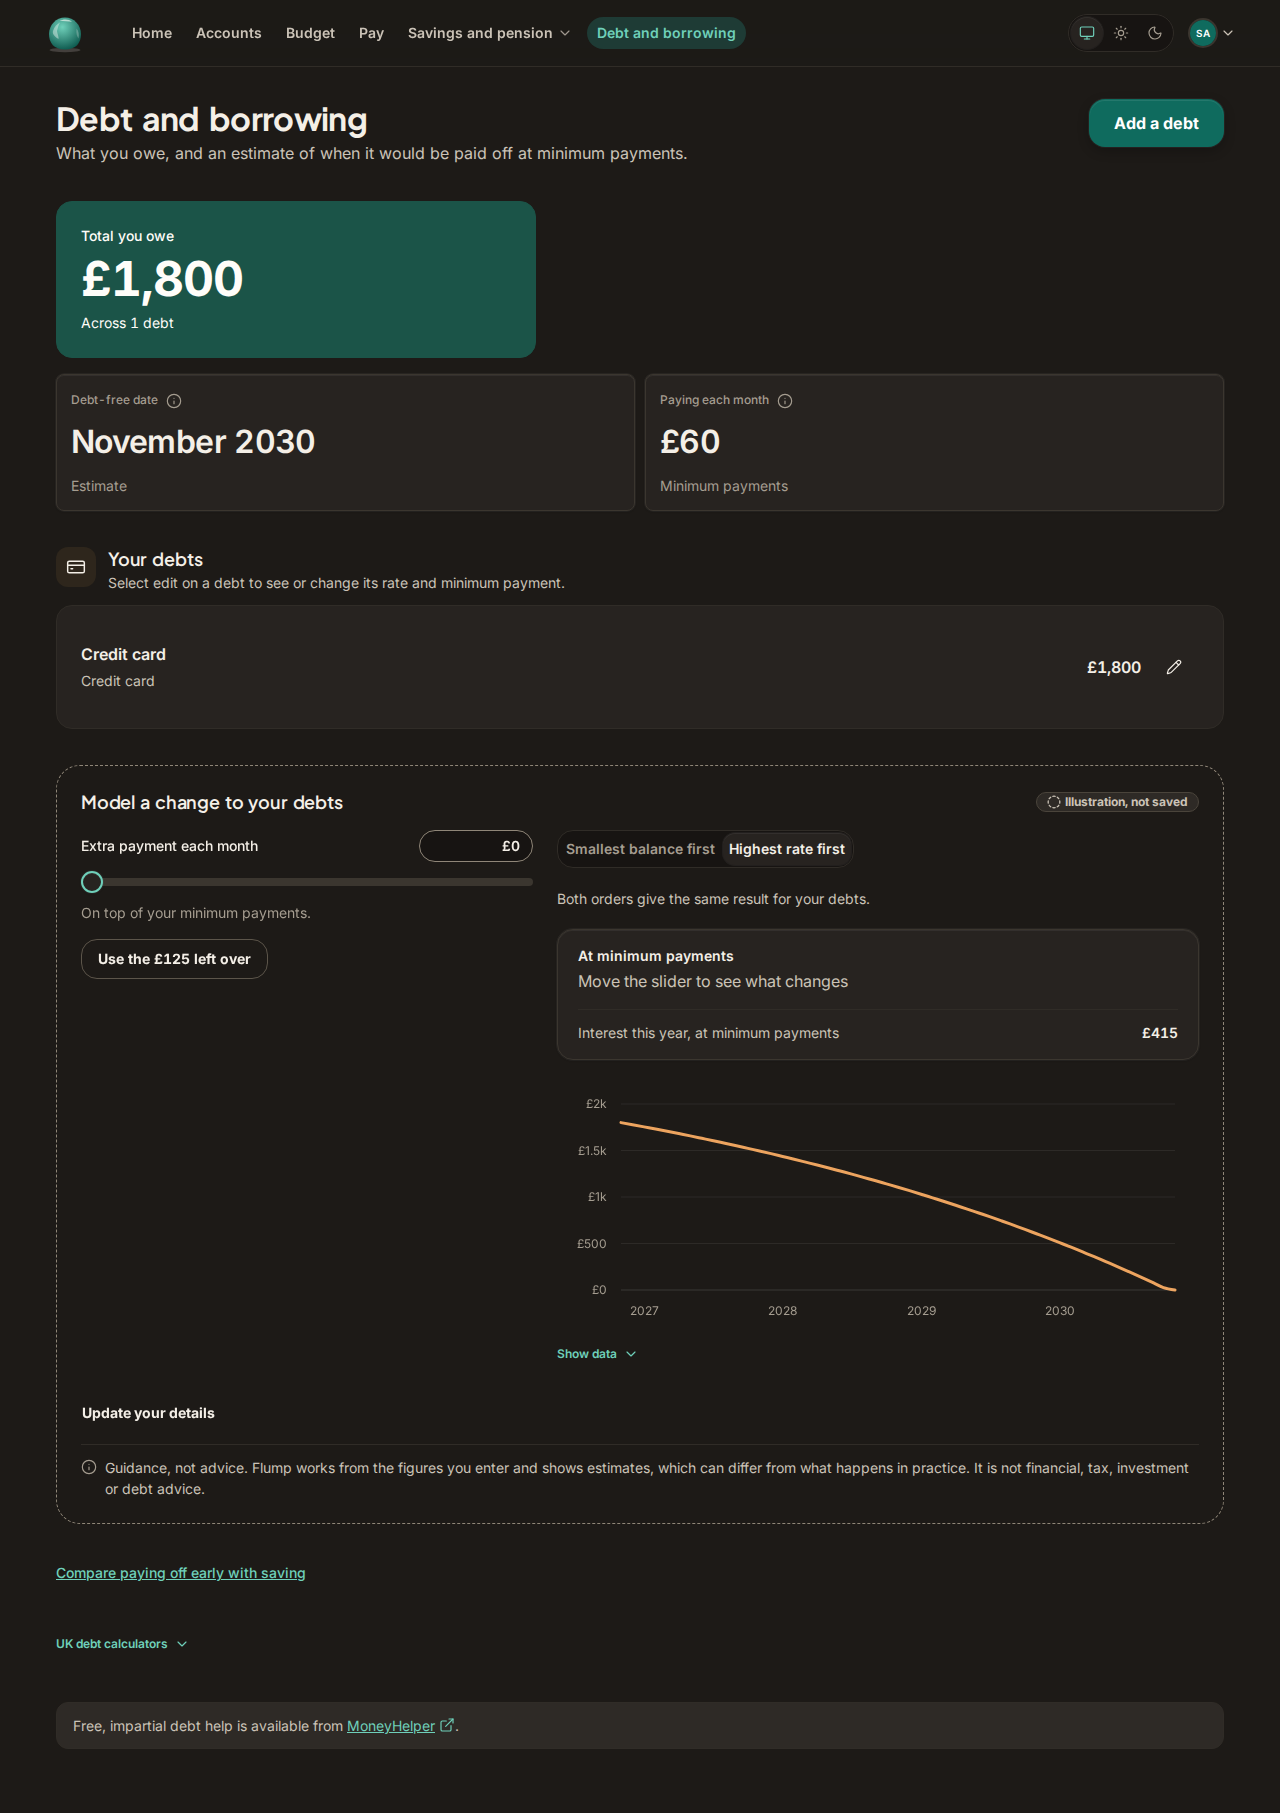 Home Accounts Budget Pay Savings and pension Debt and borrowing SA
Debt and borrowing
Add a debt
What you owe, and an estimate of when it would be paid off at minimum payments.
Total you owe
£1,800
Across 1 debt
Debt-free date
November 2030
Estimate
Paying each month
£60
Minimum payments
Your debts
Select edit on a debt to see or change its rate and minimum payment.
Credit card
Credit card
£1,800
Model a change to your debts
Illustration, not saved
Extra payment each month
£0
On top of your minimum payments.
Use the £125 left over
Smallest balance first Highest rate first
Both orders give the same result for your debts.
At minimum payments
Move the slider to see what changes
Interest this year, at minimum payments £415
£2k
£1.5k
£1k
£500
£0
2027 2028 2029 2030
Show data
Update your details
Guidance, not advice. Flump works from the figures you enter and shows estimates, which can differ from what happens in practice. It is not financial, tax, investment
or debt advice.
Compare paying off early with saving
UK debt calculators
Free, impartial debt help is available from MoneyHelper.